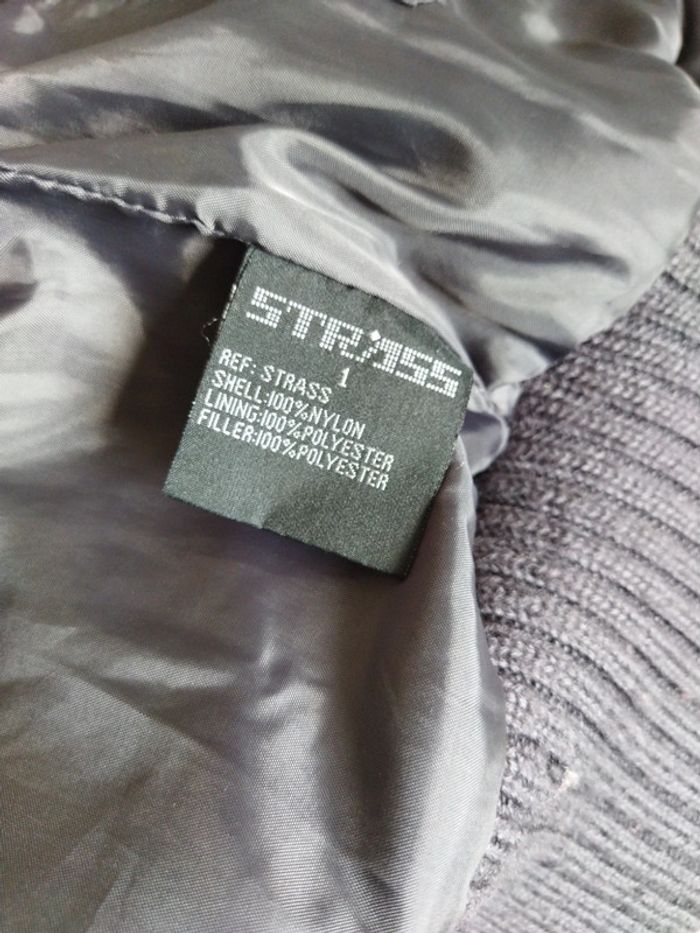 STRASS
1
REF: STRASS
SHELL:100%NYLON
LINING:100%POLYESTER
FILLER:100%POLYESTER